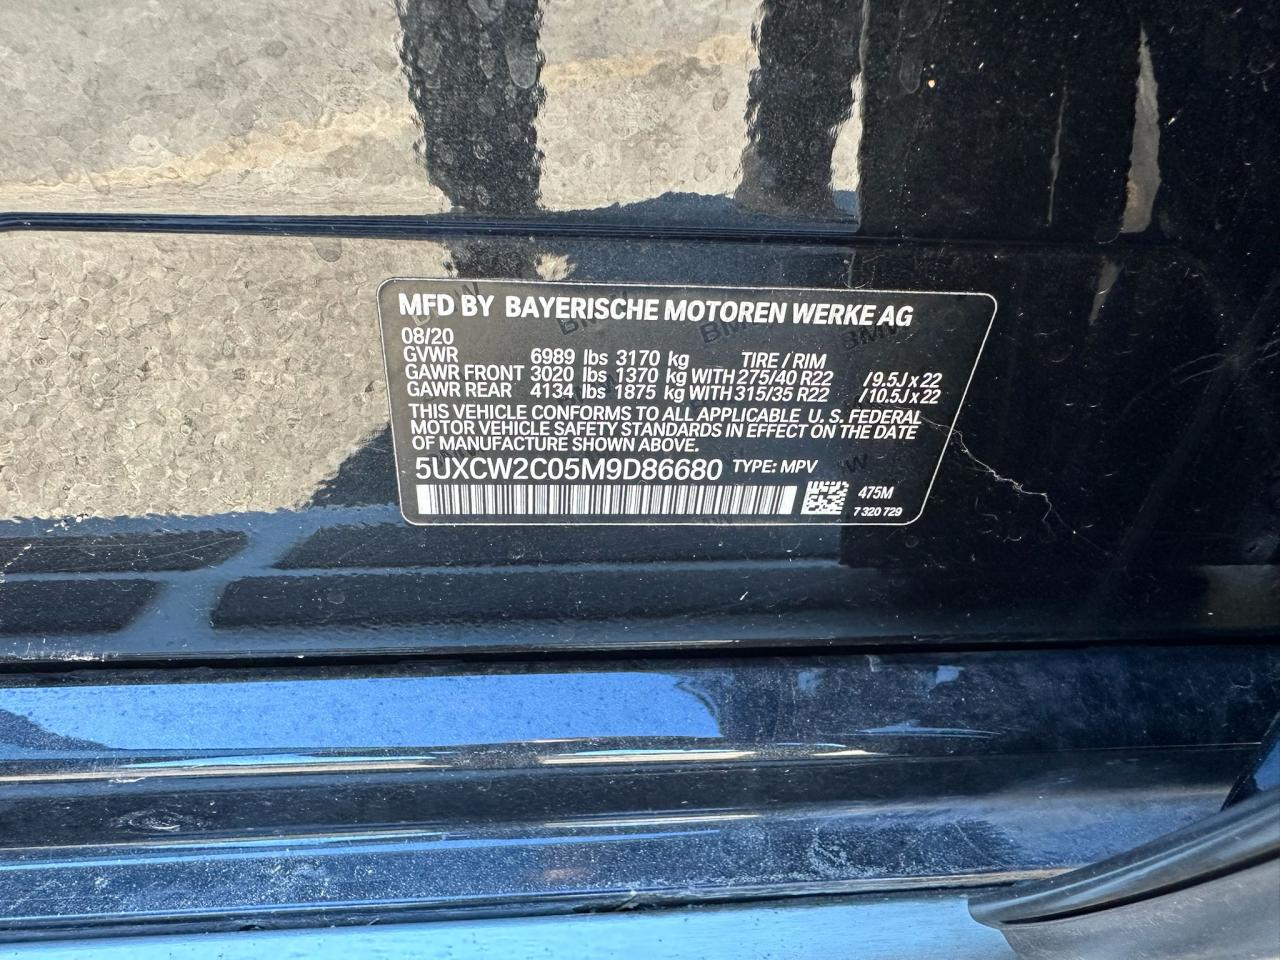 MFD BY BAYERISCHE MOTOREN WERKE AG
08/20
GVWR 6989 lbs 3170 kg TIRE / RIM
GAWR FRONT 3020 lbs 1370 kg WITH 275/40 R22 /9.5J x 22
GAWR REAR 4134 lbs 1875 kg WITH 315/35 R22 /10.5J x 22
THIS VEHICLE CONFORMS TO ALL APPLICABLE U. S. FEDERAL
MOTOR VEHICLE SAFETY STANDARDS IN EFFECT ON THE DATE
OF MANUFACTURE SHOWN ABOVE.
5UXCW2C05M9D86680 TYPE: MPV
475M
7 320 729